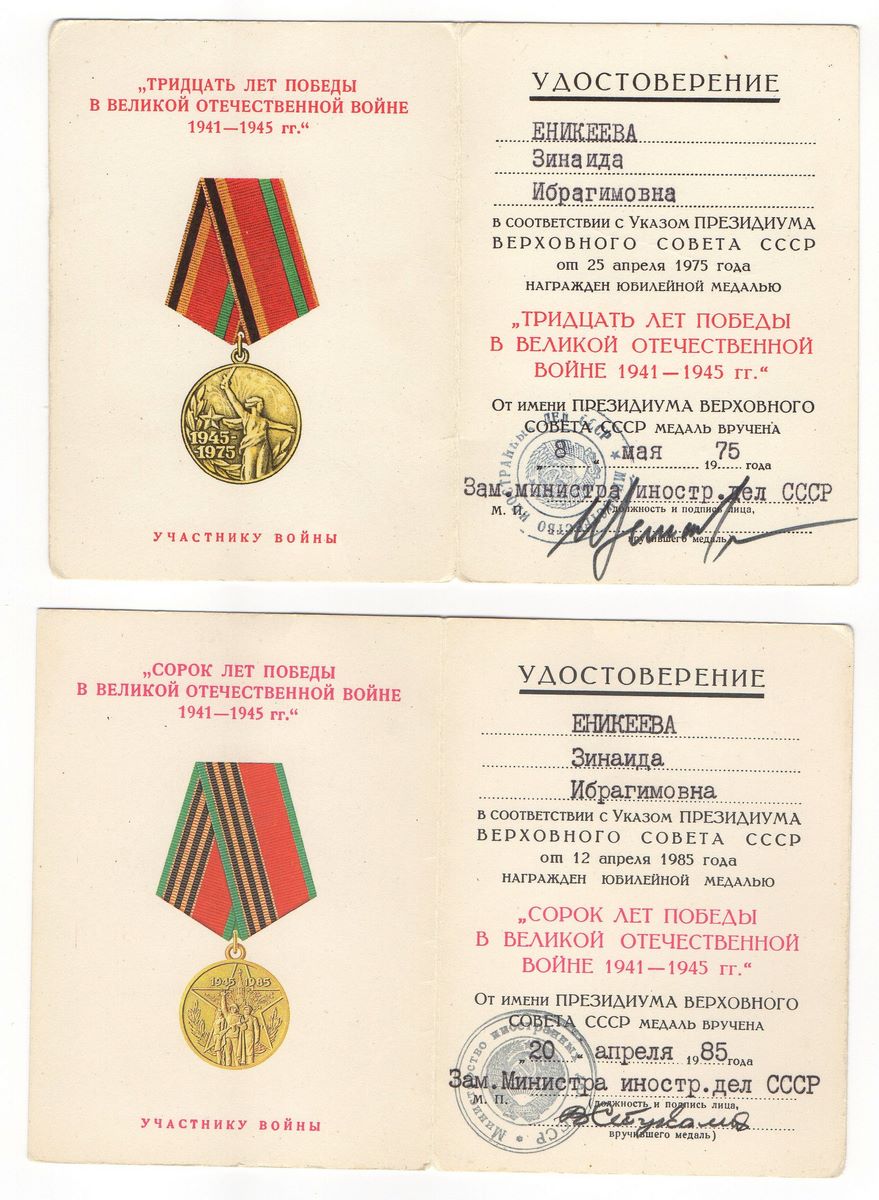 „ТРИДЦАТЬ ЛЕТ ПОБЕДЫ
В ВЕЛИКОЙ ОТЕЧЕСТВЕННОЙ ВОЙНЕ
1941—1945 гг.“
1945-
1975
УЧАСТНИКУ ВОЙНЫ
УДОСТОВЕРЕНИЕ
ЕНИКЕЕВА
Зинаида
Ибрагимовна
в соответствии с Указом ПРЕЗИДИУМА
ВЕРХОВНОГО СОВЕТА СССР
от 25 апреля 1975 года
НАГРАЖДЕН ЮБИЛЕЙНОЙ МЕДАЛЬЮ
„ТРИДЦАТЬ ЛЕТ ПОБЕДЫ
В ВЕЛИКОЙ ОТЕЧЕСТВЕННОЙ
ВОЙНЕ 1941—1945 гг.“
От имени ПРЕЗИДИУМА ВЕРХОВНОГО
СОВЕТА СССР МЕДАЛЬ ВРУЧЕНА
„8“ мая 1975 года
Зам.министра иностр.дел СССР
М. П. (должность и подпись лица,
вручившего медаль)
„СОРОК ЛЕТ ПОБЕДЫ
В ВЕЛИКОЙ ОТЕЧЕСТВЕННОЙ ВОЙНЕ
1941—1945 гг.“
1945 1985
УЧАСТНИКУ ВОЙНЫ
УДОСТОВЕРЕНИЕ
ЕНИКЕЕВА
Зинаида
Ибрагимовна
в соответствии с Указом ПРЕЗИДИУМА
ВЕРХОВНОГО СОВЕТА СССР
от 12 апреля 1985 года
НАГРАЖДЕН ЮБИЛЕЙНОЙ МЕДАЛЬЮ
„СОРОК ЛЕТ ПОБЕДЫ
В ВЕЛИКОЙ ОТЕЧЕСТВЕННОЙ
ВОЙНЕ 1941—1945 гг.“
От имени ПРЕЗИДИУМА ВЕРХОВНОГО
СОВЕТА СССР МЕДАЛЬ ВРУЧЕНА
„20“ апреля 1985 года
Зам.Министра иностр.дел СССР
М. П. (должность и подпись лица,
вручившего медаль)